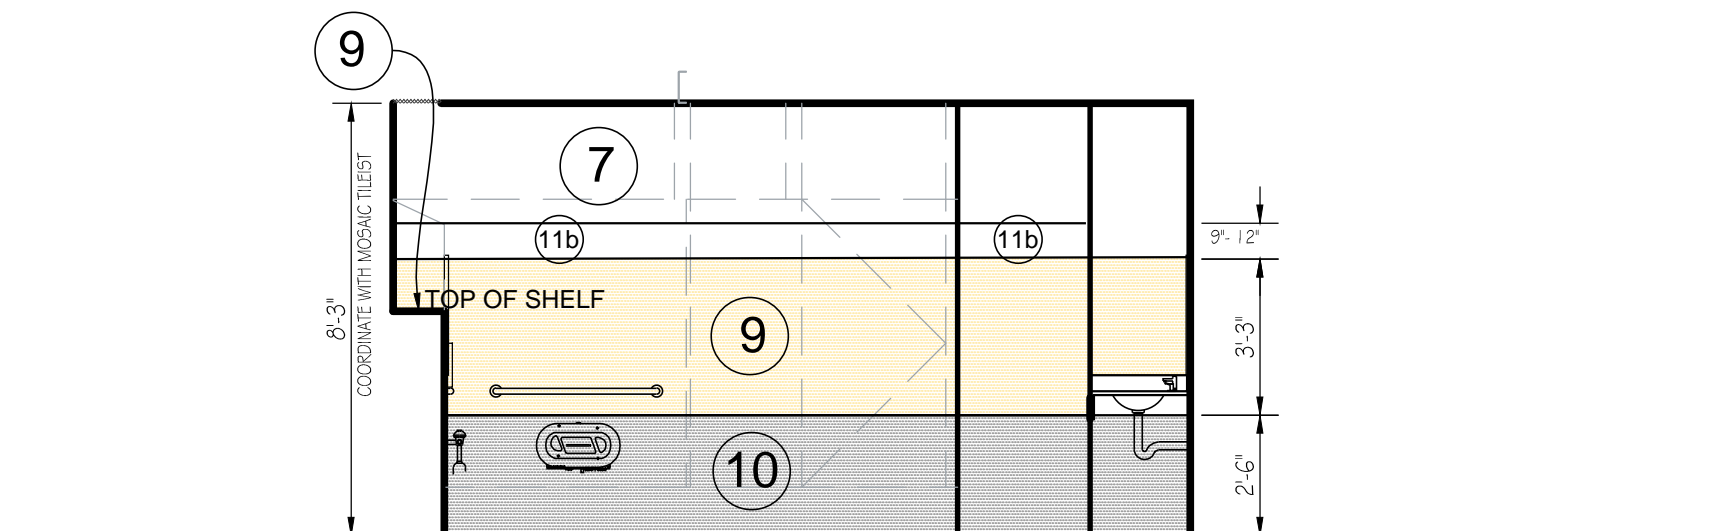 9
7
11b
11b
9"- 12"
TOP OF SHELF
8'-3"
COORDINATE WITH MOSAIC TILEIST
9
3'-3"
10
2'-6"